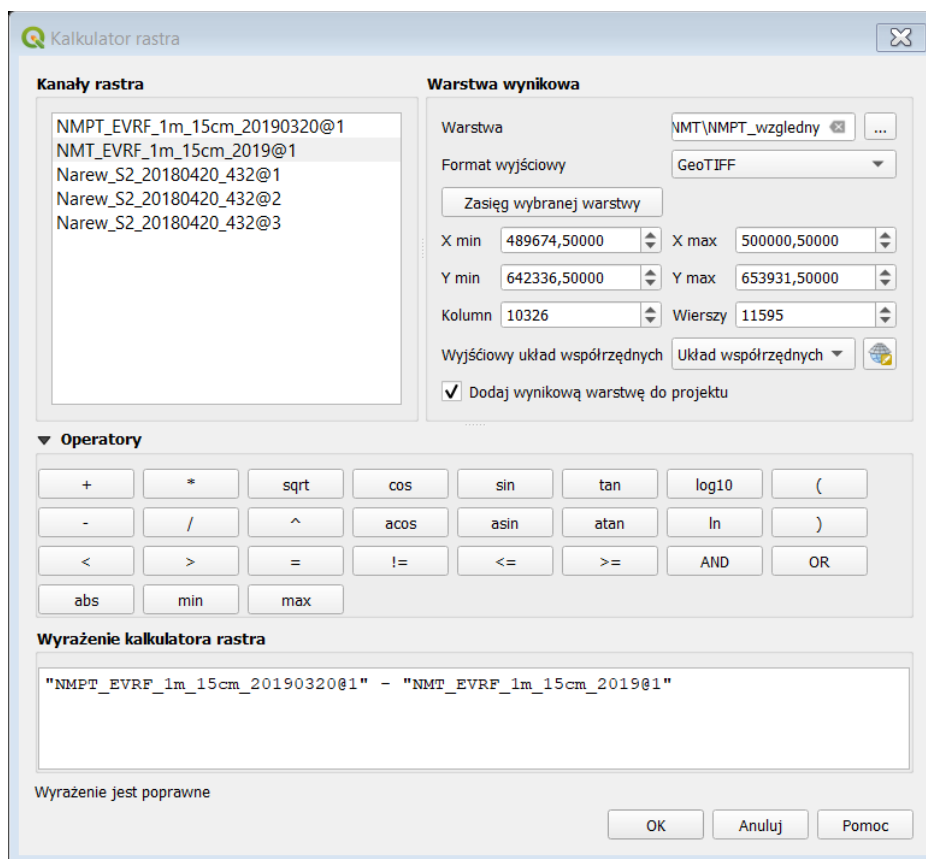 Kalkulator rastra
Kanały rastra
NMPT_EVRF_1m_15cm_20190320@1
NMT_EVRF_1m_15cm_2019@1
Narew_S2_20180420_432@1
Narew_S2_20180420_432@2
Narew_S2_20180420_432@3
Warstwa wynikowa
Warstwa NMT\NMPT_wzgledny ...
Format wyjściowy GeoTIFF
Zasięg wybranej warstwy
X min 489674,50000 X max 500000,50000
Y min 642336,50000 Y max 653931,50000
Kolumn 10326 Wierszy 11595
Wyjśćiowy układ współrzędnych Układ współrzędnych
Dodaj wynikową warstwę do projektu
Operatory
+ * sqrt cos sin tan log10 (
- / ^ acos asin atan ln )
< > = != <= >= AND OR
abs min max
Wyrażenie kalkulatora rastra
"NMPT_EVRF_1m_15cm_20190320@1" - "NMT_EVRF_1m_15cm_2019@1"
Wyrażenie jest poprawne
OK Anuluj Pomoc